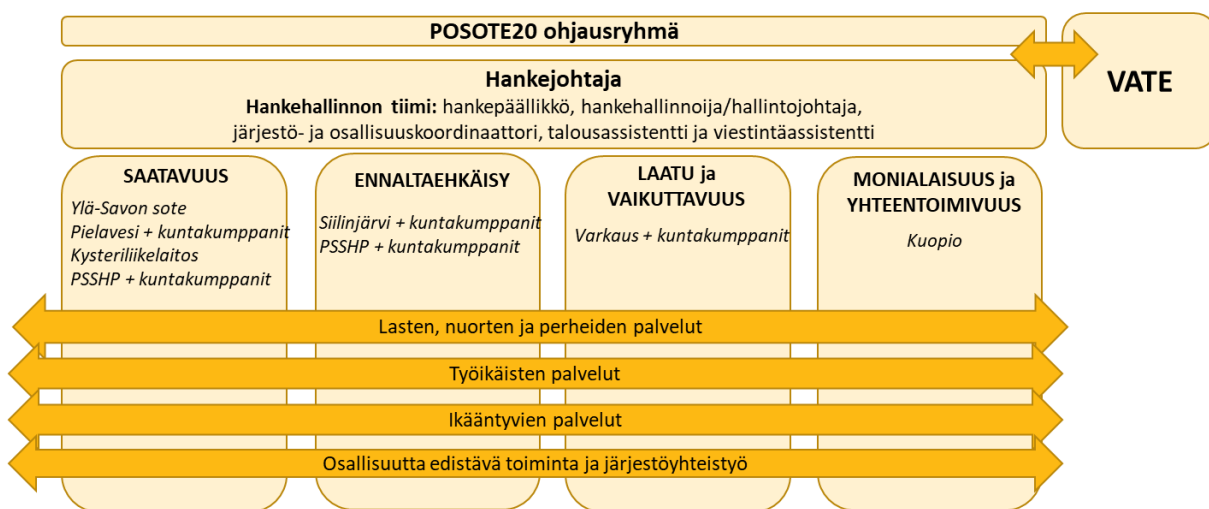 POSOTE20 ohjausryhmä
VATE
Hankejohtaja
Hankehallinnon tiimi: hankepäällikkö, hankehallinnoija/hallintojohtaja,
järjestö- ja osallisuuskoordinaattori, talousassistentti ja viestintäassistentti
SAATAVUUS
Ylä-Savon sote
Pielavesi + kuntakumppanit
Kysteriliikelaitos
PSSHP + kuntakumppanit
ENNALTAEHKÄISY
Siilinjärvi + kuntakumppanit
PSSHP + kuntakumppanit
LAATU ja
VAIKUTTAVUUS
Varkaus + kuntakumppanit
MONIALAISUUS ja
YHTEENTOIMIVUUS
Kuopio
Lasten, nuorten ja perheiden palvelut
Työikäisten palvelut
Ikääntyvien palvelut
Osallisuutta edistävä toiminta ja järjestöyhteistyö